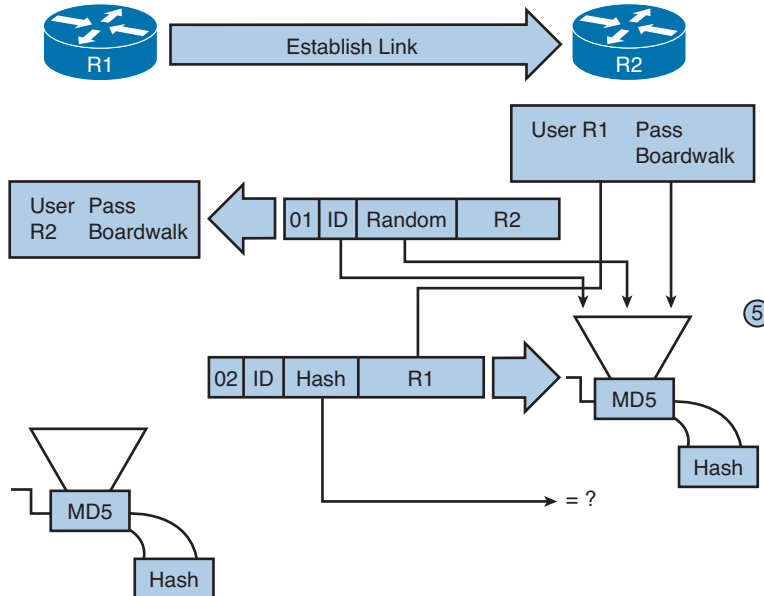 R1
Establish Link
R2
User R1 Pass
Boardwalk
User Pass
R2 Boardwalk
01 ID Random R2
5
02 ID Hash R1
MD5
Hash
= ?
MD5
Hash